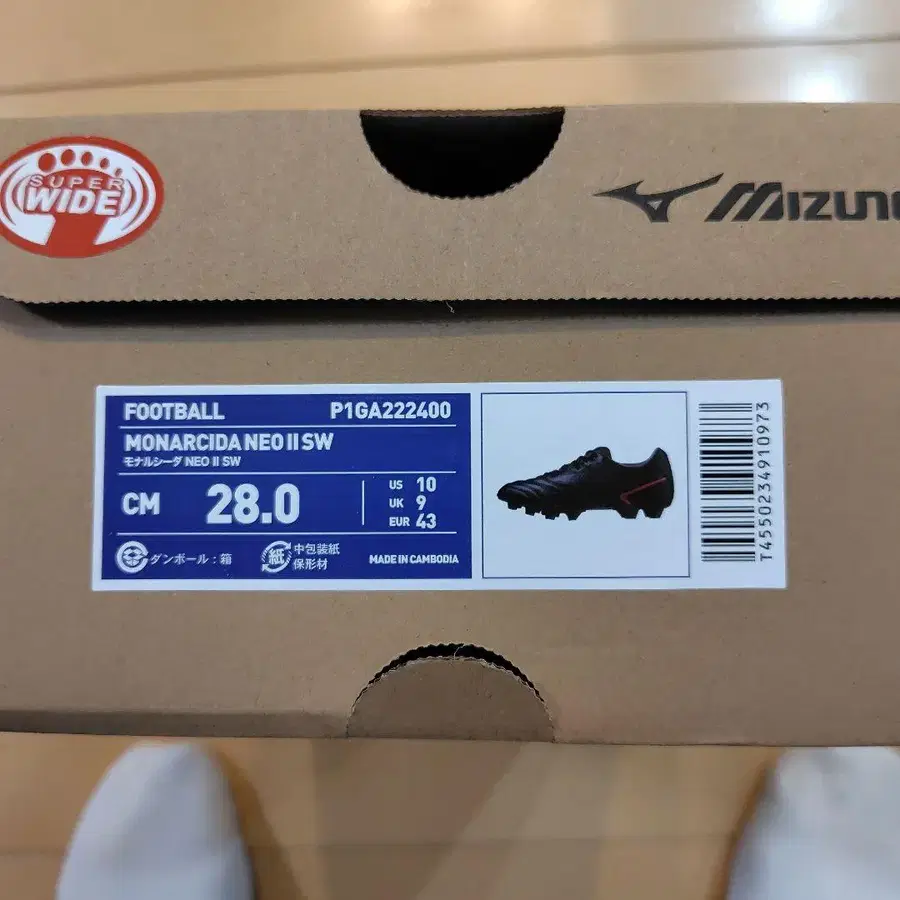 SUPER
WIDE
MIZUNO
FOOTBALL P1GA222400
MONARCIDA NEO II SW
モナルシーダ NEO II SW
CM 28.0
US 10
UK 9
EUR 43
ダンボール：箱
紙 中包装紙
保形材
MADE IN CAMBODIA
T4550234910973